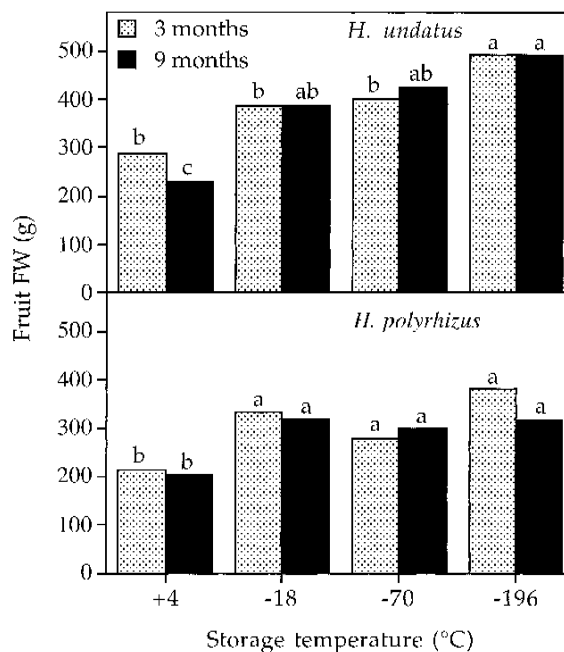 3 months
H. undatus
9 months
500
400
300
200
100
0
b
c
b
ab
b
ab
a
a
Fruit FW (g)
H. polyrhizus
500
400
300
200
100
0
b
b
a
a
a
a
a
a
+4
-18
-70
-196
Storage temperature (°C)